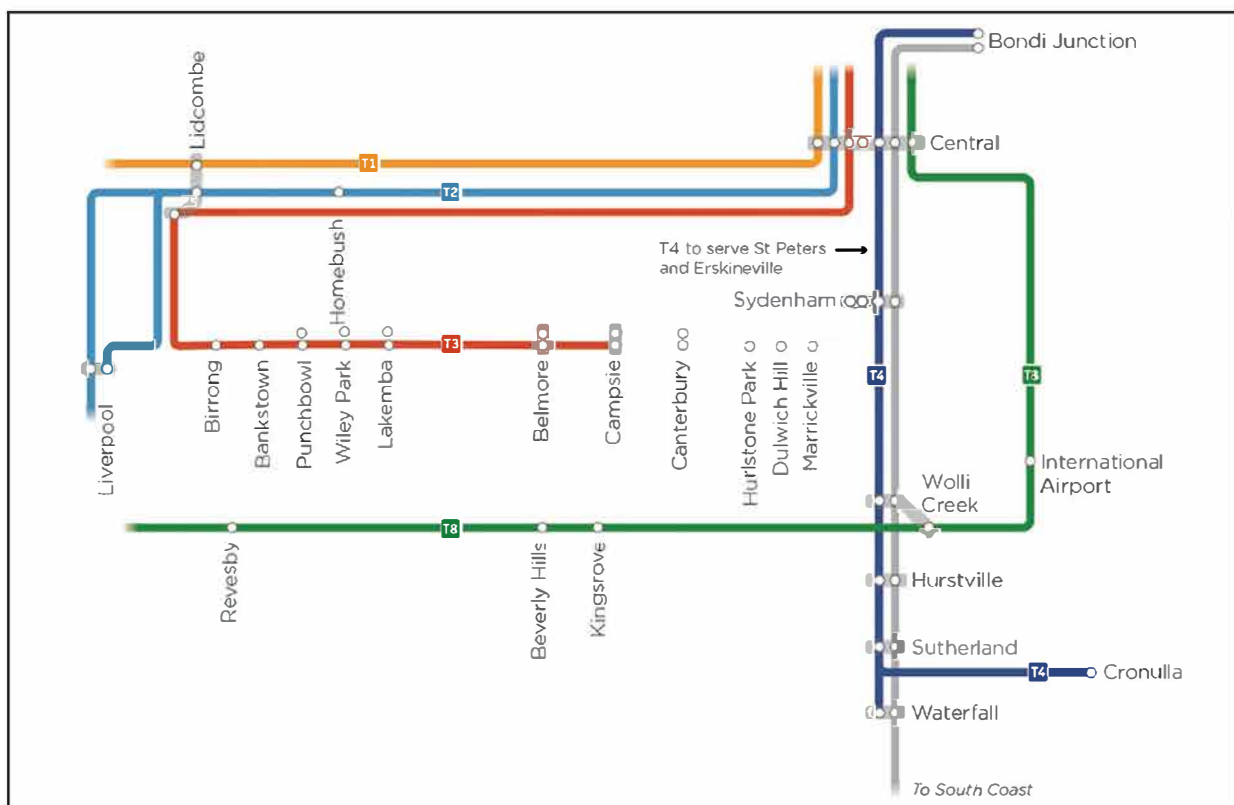 Bondi Junction
Lidcombe
Central
T1
T2
T4 to serve St Peters
and Erskineville
Homebush
Sydenham
T3
Birrong
Bankstown
Punchbowl
Wiley Park
Lakemba
Belmore
Campsie
Canterbury
Hurlstone Park
Dulwich Hill
Marrickville
T4
T8
Liverpool
International
Airport
Wolli
Creek
T8
Revesby
Beverly Hills
Kingsgrove
Hurstville
Sutherland
T4
Cronulla
Waterfall
To South Coast